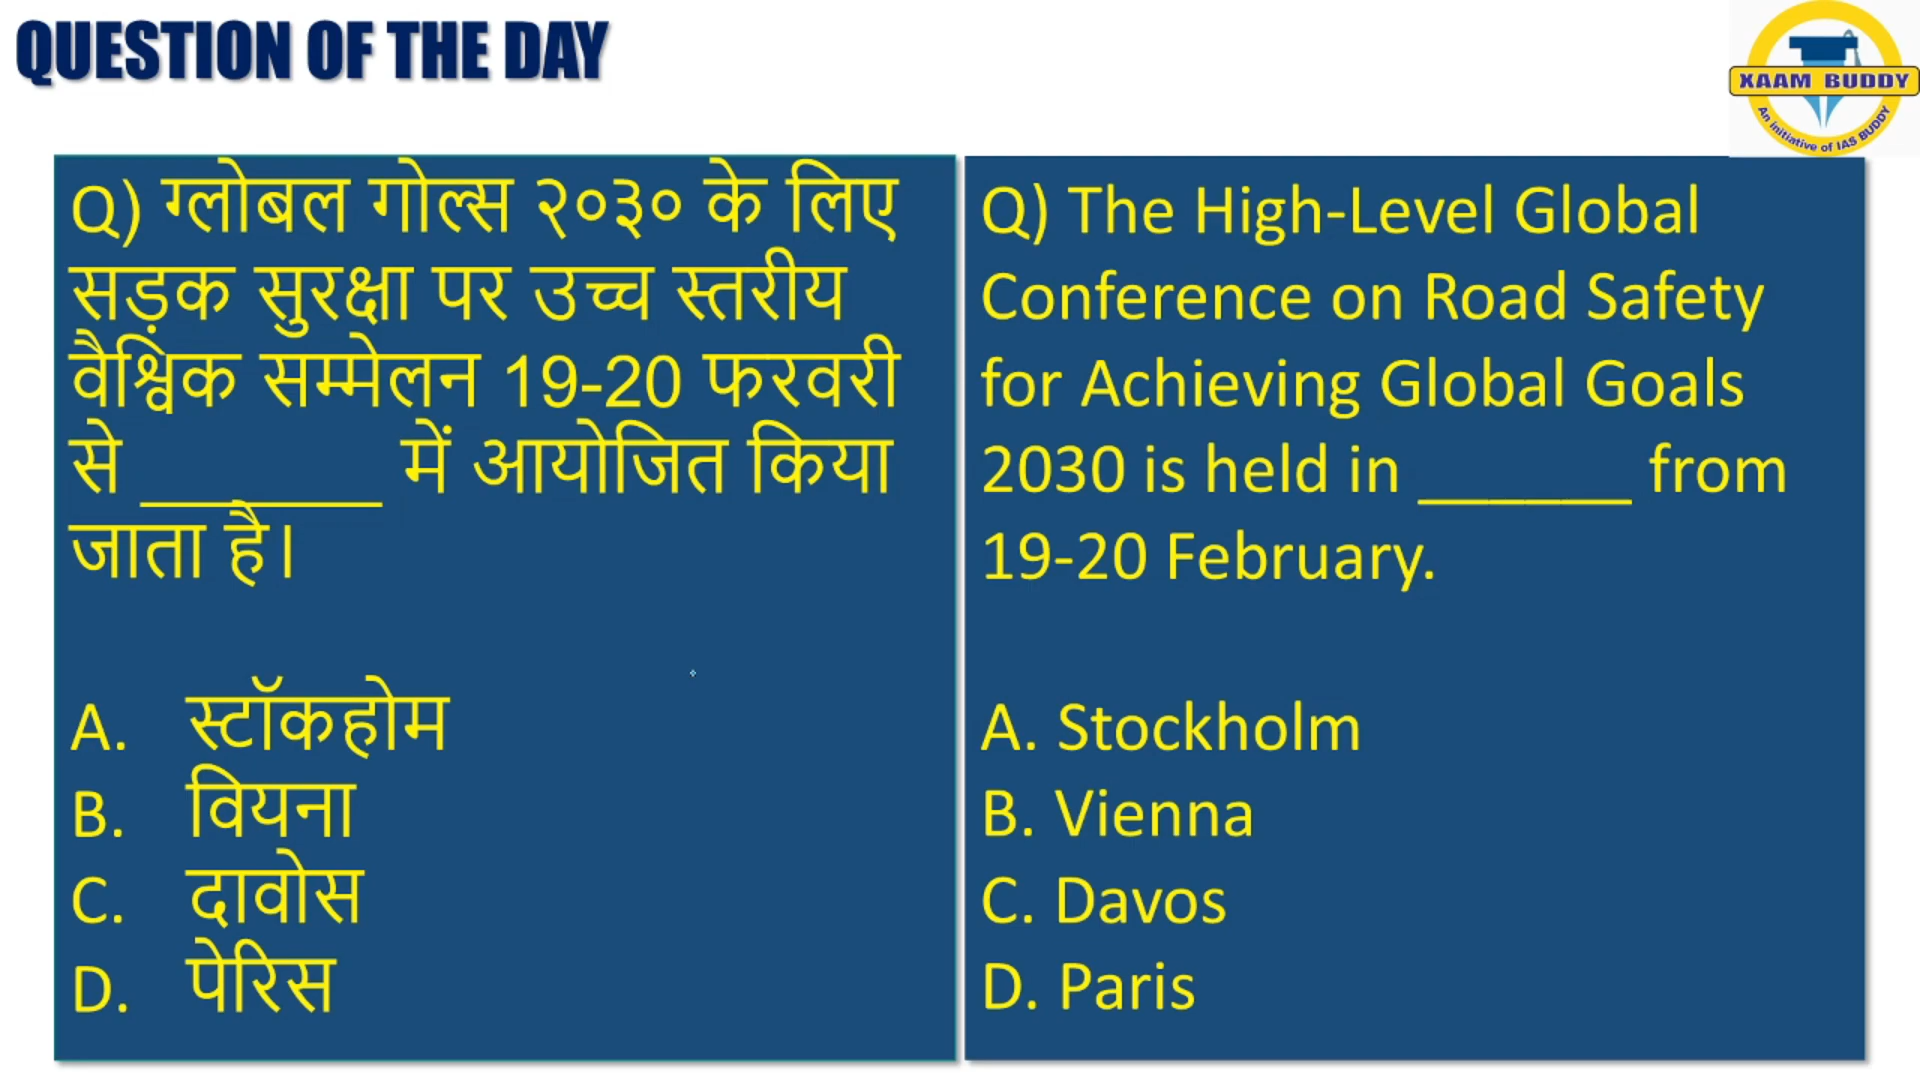 QUESTION OF THE DAY
XAAM BUDDY
An initiative of IAS BUDDY
Q) ग्लोबल गोल्स २०३० के लिए
सड़क सुरक्षा पर उच्च स्तरीय
वैश्विक सम्मेलन 19-20 फरवरी
से _______ में आयोजित किया
जाता है।
A. स्टॉकहोम
B. वियना
C. दावोस
D. पेरिस
Q) The High-Level Global
Conference on Road Safety
for Achieving Global Goals
2030 is held in ______ from
19-20 February.
A. Stockholm
B. Vienna
C. Davos
D. Paris